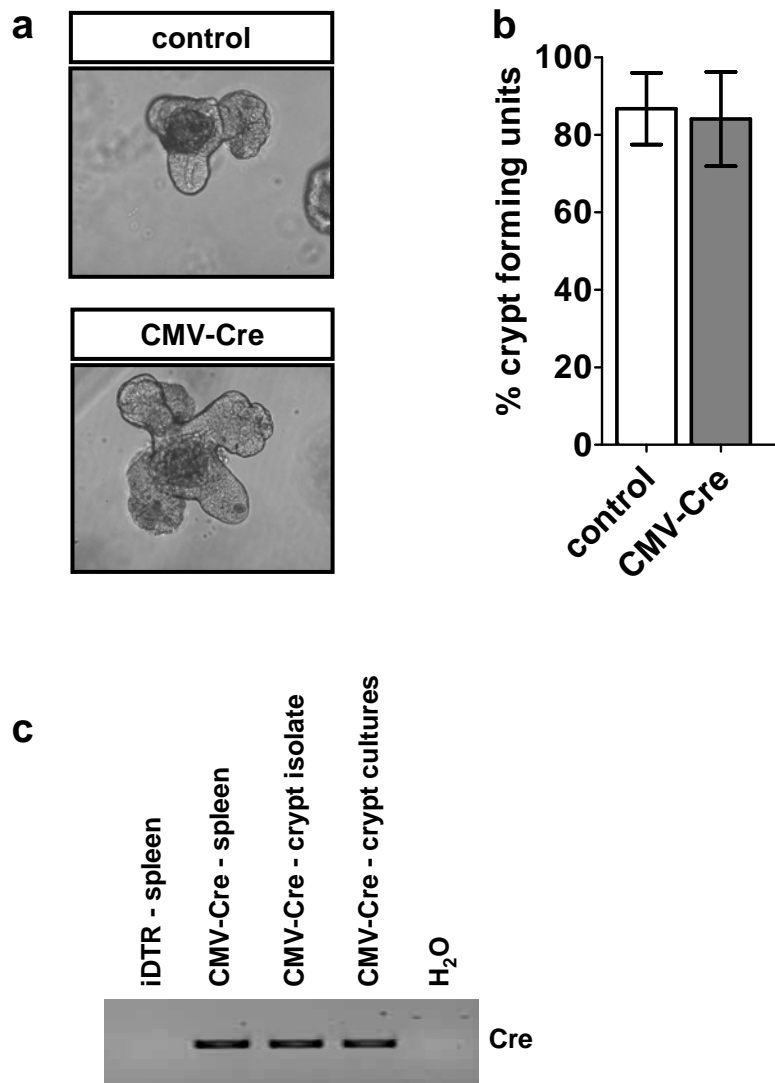 a
control
CMV-Cre
b
% crypt forming units
100
80
60
40
20
0
control
CMV-Cre
c
iDTR - spleen
CMV-Cre - spleen
CMV-Cre - crypt isolate
CMV-Cre - crypt cultures
H₂O
Cre